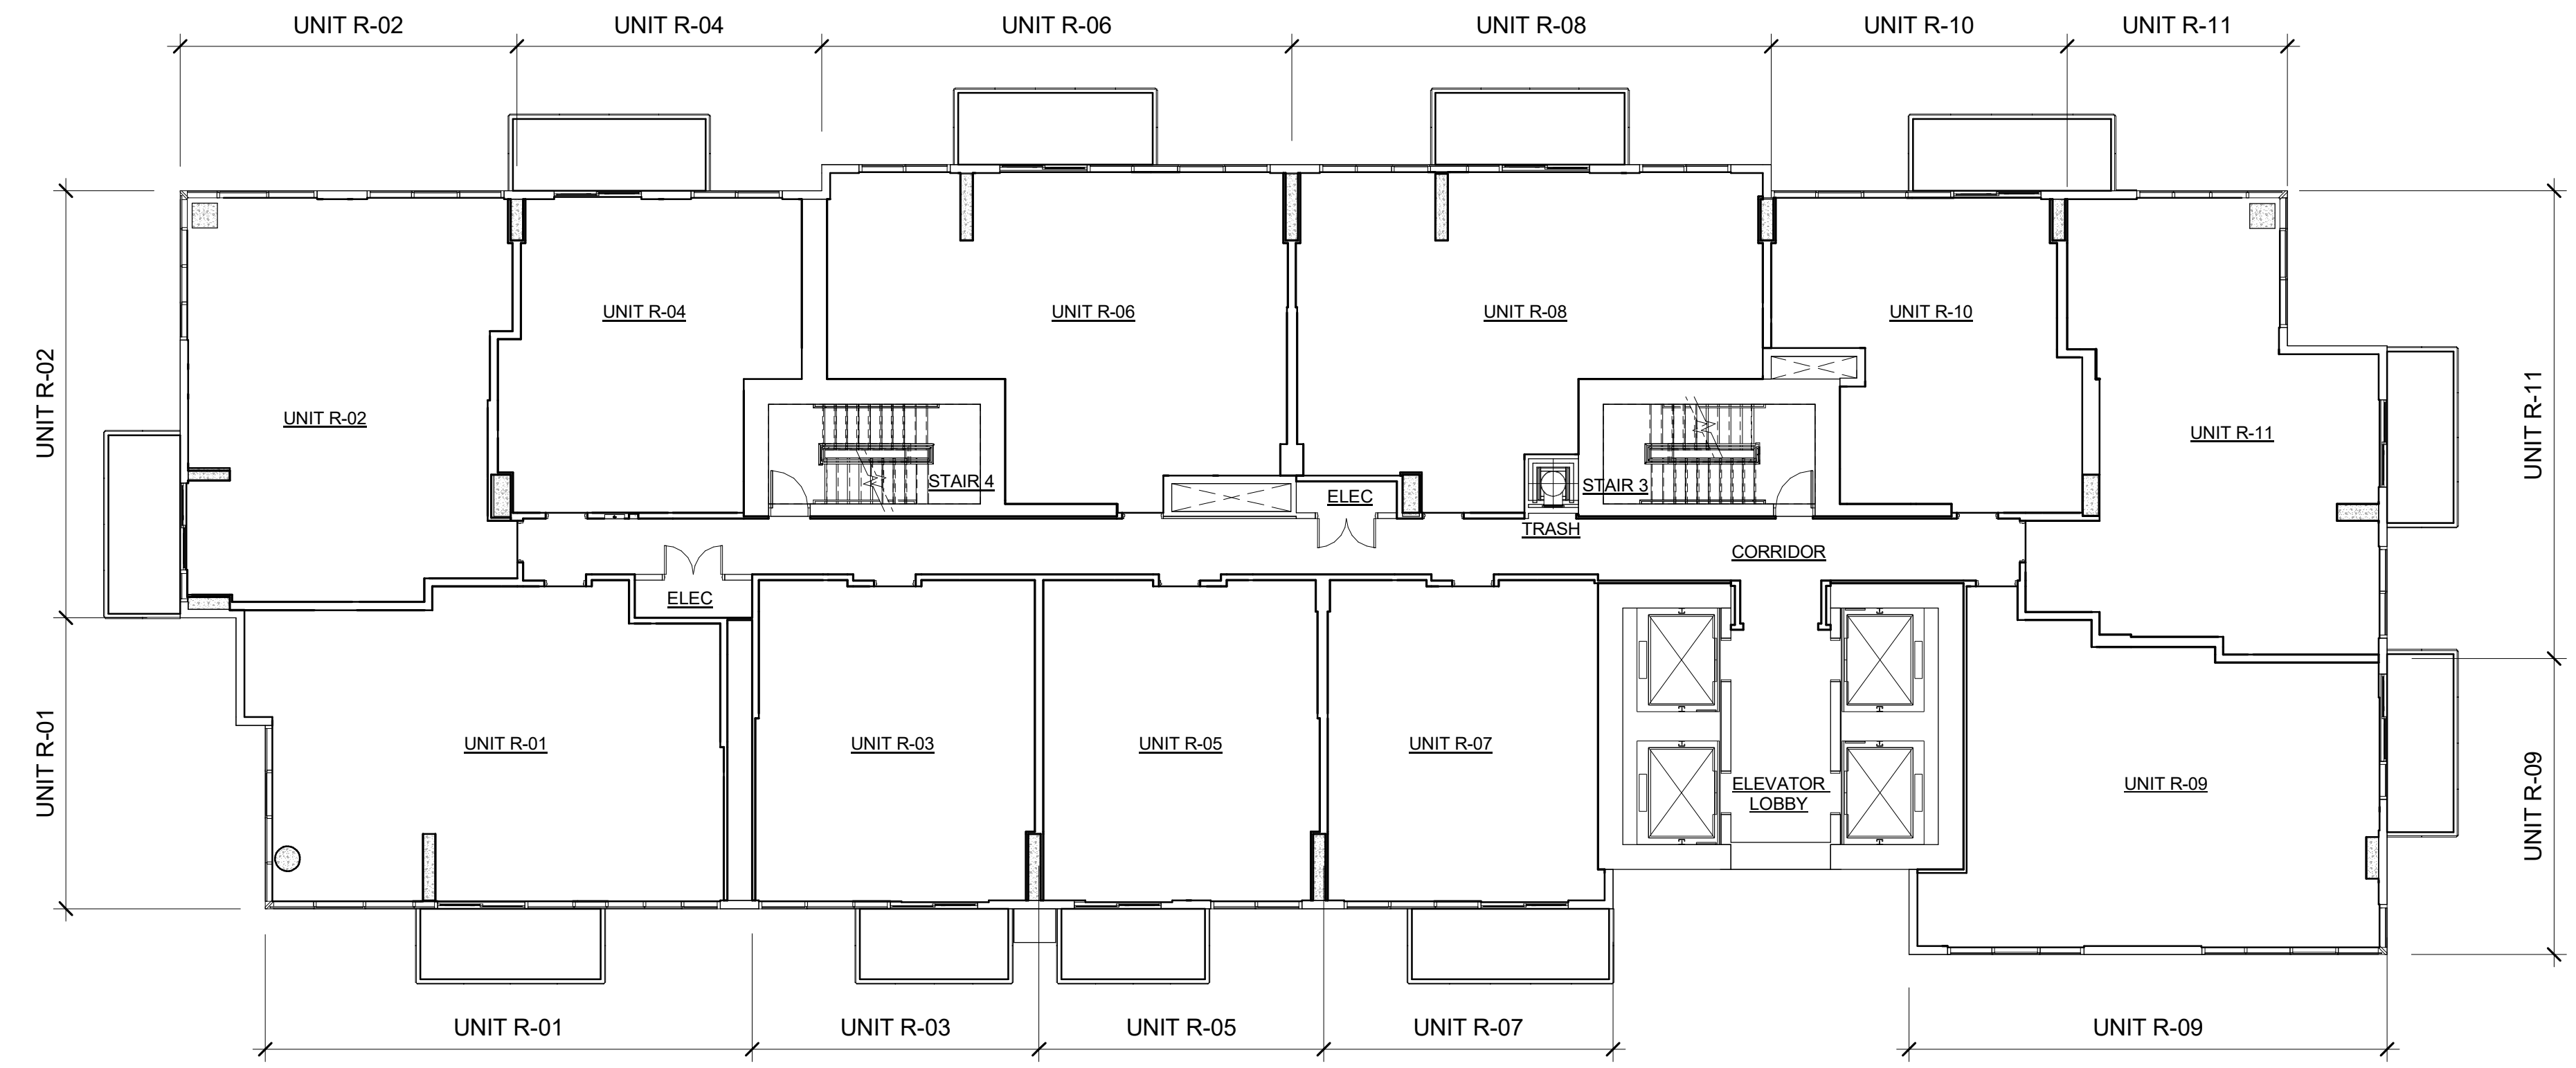 UNIT R-02
UNIT R-04
UNIT R-06
UNIT R-08
UNIT R-10
UNIT R-11
UNIT R-02
UNIT R-01
UNIT R-04
UNIT R-06
UNIT R-08
UNIT R-10
UNIT R-02
UNIT R-11
STAIR 4
ELEC
STAIR 3
TRASH
CORRIDOR
ELEC
UNIT R-01
UNIT R-03
UNIT R-05
UNIT R-07
ELEVATOR
LOBBY
UNIT R-09
UNIT R-11
UNIT R-09
UNIT R-01
UNIT R-03
UNIT R-05
UNIT R-07
UNIT R-09